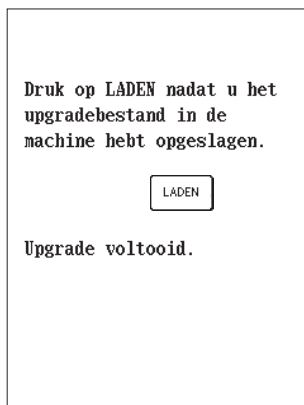 Druk op LADEN nadat u het
upgradebestand in de
machine hebt opgeslagen.
LADEN
Upgrade voltooid.